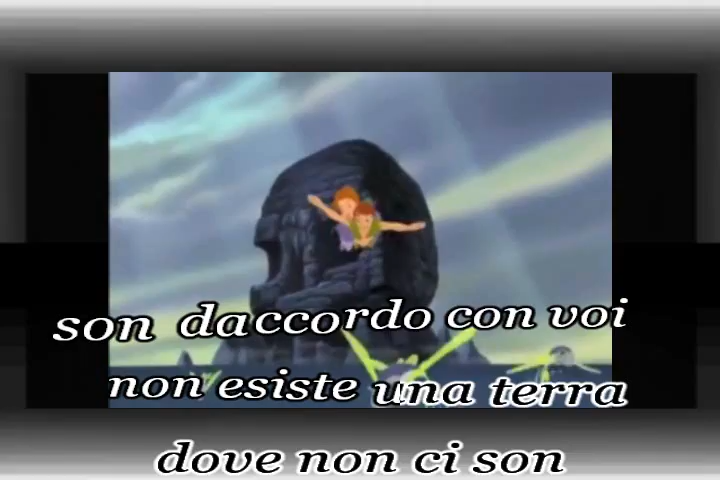 son daccordo con voi
non esiste una terra
dove non ci son